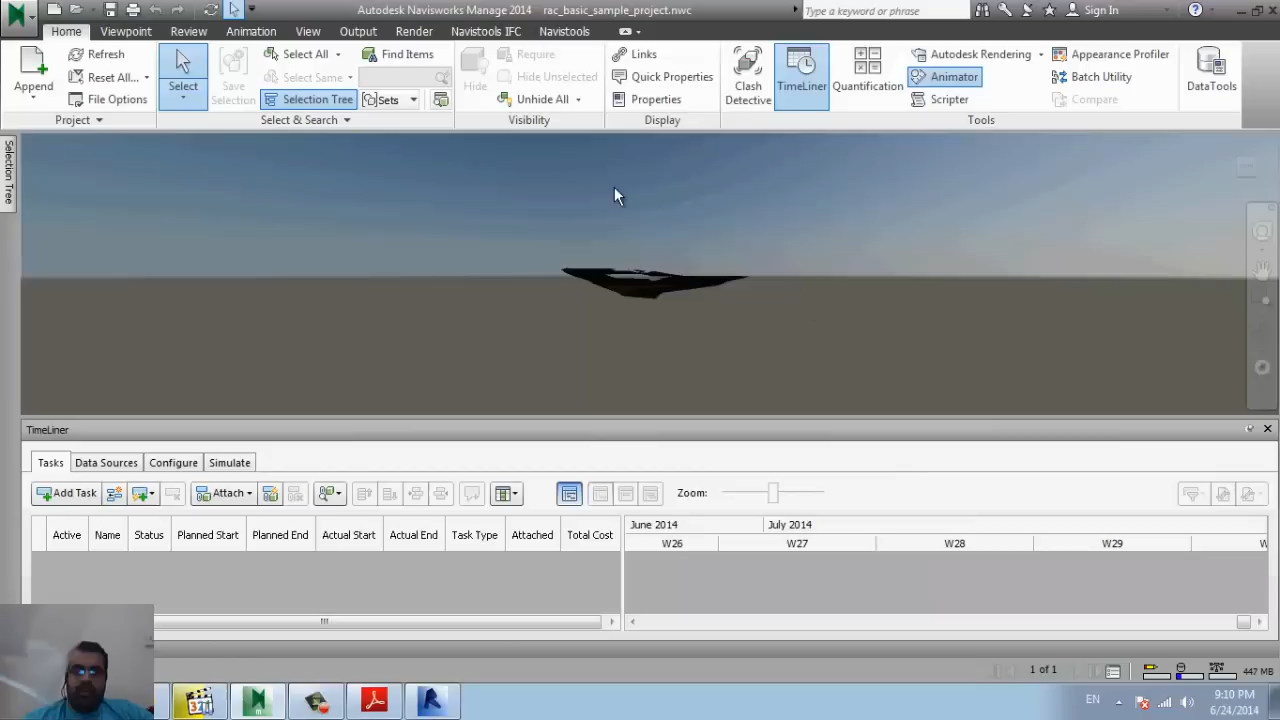 Autodesk Navisworks Manage 2014 rac_basic_sample_project.nwc
Type a keyword or phrase
Sign In
Home Viewpoint Review Animation View Output Render Navistools IFC Navistools
Append
Refresh
Reset All...
File Options
Project
Select
Save Selection
Select All
Select Same
Selection Tree
Find Items
Sets
Select & Search
Hide
Require
Hide Unselected
Unhide All
Visibility
Links
Quick Properties
Properties
Display
Clash Detective
TimeLiner
Quantification
Autodesk Rendering
Animator
Scripter
Appearance Profiler
Batch Utility
Compare
Tools
DataTools
Selection Tree
TimeLiner
Tasks Data Sources Configure Simulate
Add Task
Attach
Zoom:
Active Name Status Planned Start Planned End Actual Start Actual End Task Type Attached Total Cost
June 2014 July 2014
W26 W27 W28 W29 W
1 of 1
447 MB
321
m
EN
9:10 PM
6/24/2014